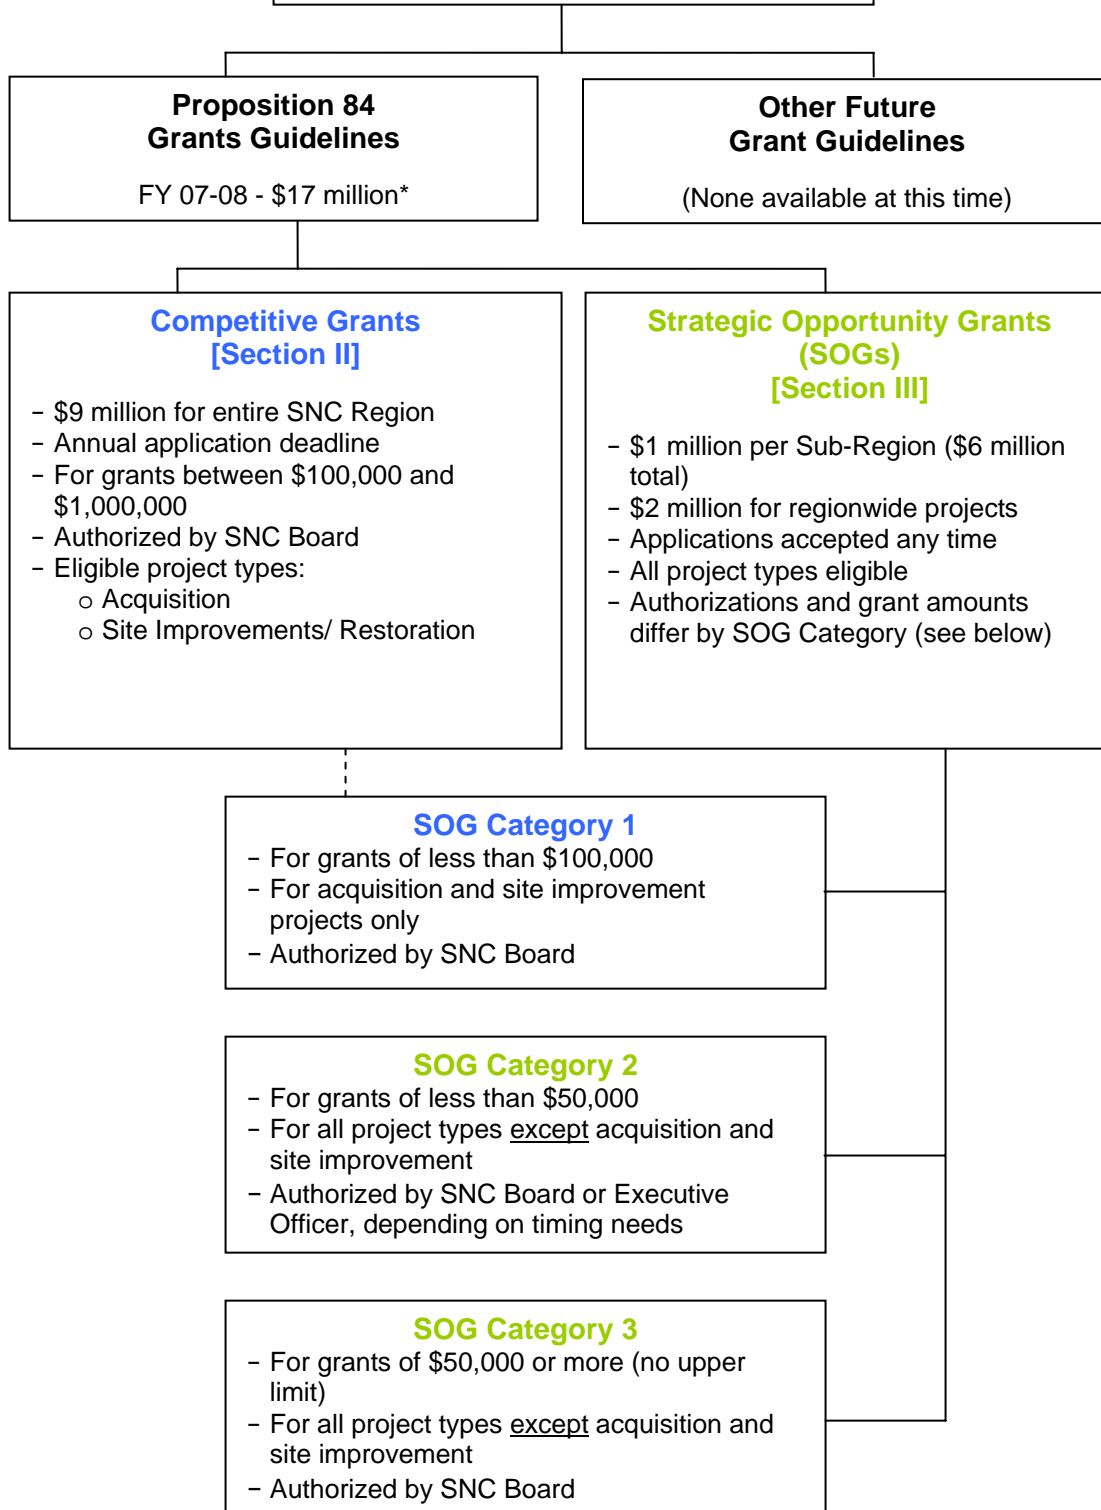 Proposition 84
Grants Guidelines
FY 07-08 - $17 million*
Other Future
Grant Guidelines
(None available at this time)
Competitive Grants
[Section II]
- $9 million for entire SNC Region
- Annual application deadline
- For grants between $100,000 and
$1,000,000
- Authorized by SNC Board
- Eligible project types:
o Acquisition
o Site Improvements/ Restoration
Strategic Opportunity Grants
(SOGs)
[Section III]
- $1 million per Sub-Region ($6 million
total)
- $2 million for regionwide projects
- Applications accepted any time
- All project types eligible
- Authorizations and grant amounts
differ by SOG Category (see below)
SOG Category 1
- For grants of less than $100,000
- For acquisition and site improvement
projects only
- Authorized by SNC Board
SOG Category 2
- For grants of less than $50,000
- For all project types except acquisition and
site improvement
- Authorized by SNC Board or Executive
Officer, depending on timing needs
SOG Category 3
- For grants of $50,000 or more (no upper
limit)
- For all project types except acquisition and
site improvement
- Authorized by SNC Board